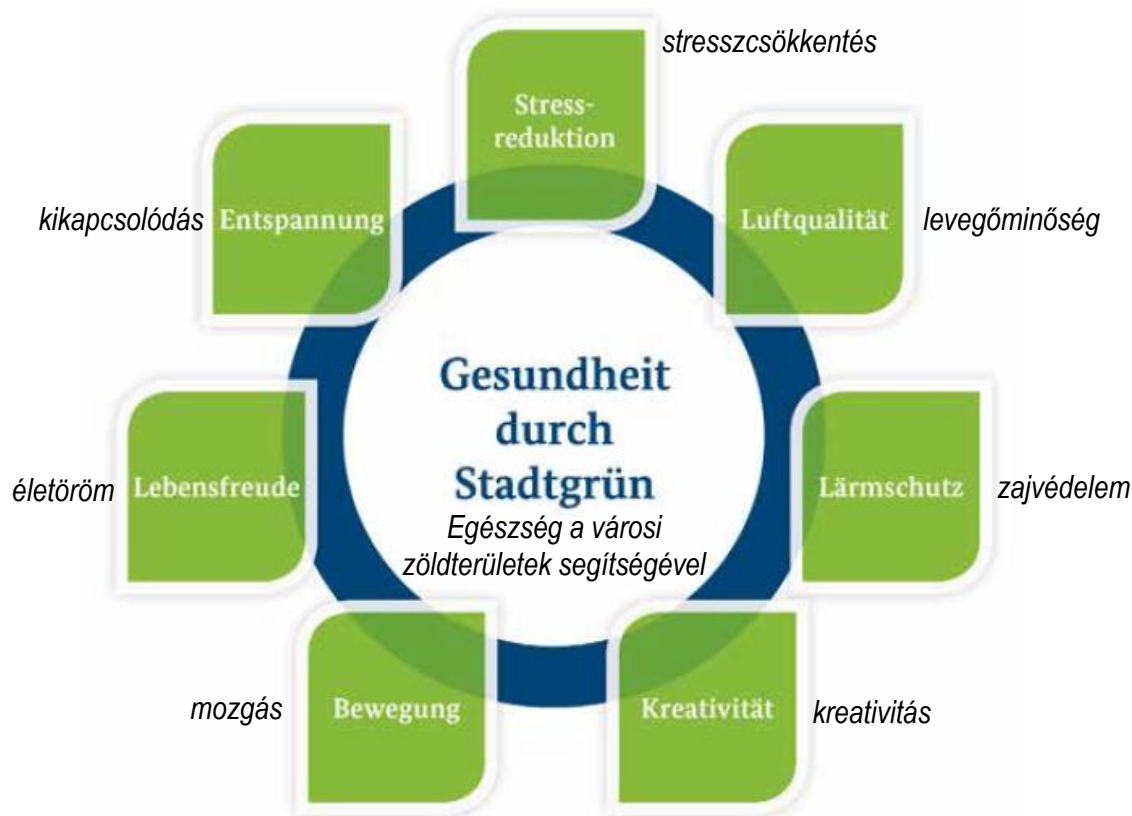 stresszcsökkentés
Stress-
reduktion
kikapcsolódás
Entspannung
Luftqualität
levegőminőség
Gesundheit
durch
Stadtgrün
Egészség a városi
zöldterületek segítségével
életöröm
Lebensfreude
Lärmschutz
zajvédelem
mozgás
Bewegung
Kreativität
kreativitás